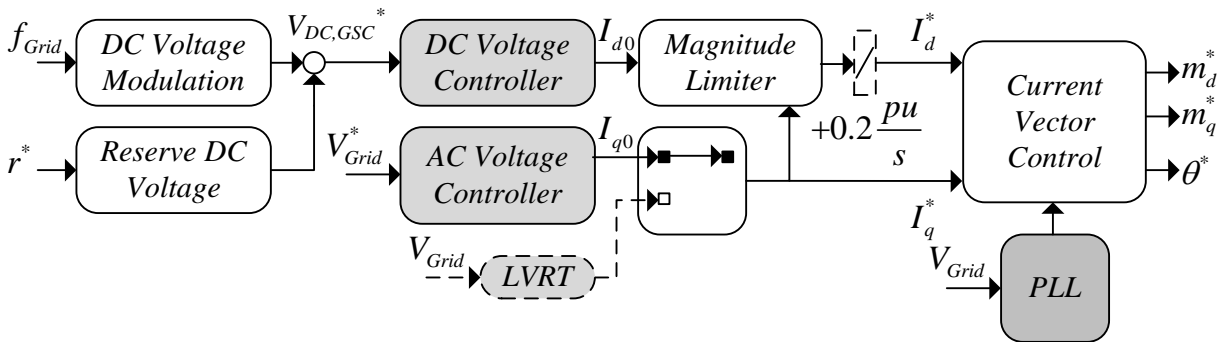 f_Grid
DC Voltage
Modulation
V_DC,GSC*
DC Voltage
Controller
I_d0
Magnitude
Limiter
I_d^*
+0.2 pu/s
Current
Vector
Control
m_d^*
m_q^*
θ^*
r^*
Reserve DC
Voltage
V_Grid^*
AC Voltage
Controller
I_q0
I_q^*
V_Grid
LVRT
V_Grid
PLL